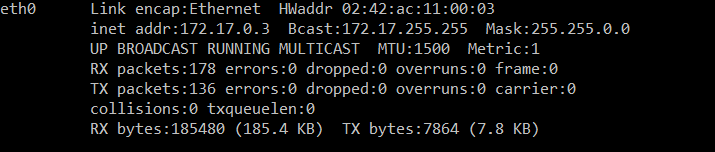 eth0 Link encap:Ethernet HWaddr 02:42:ac:11:00:03
inet addr:172.17.0.3 Bcast:172.17.255.255 Mask:255.255.0.0
UP BROADCAST RUNNING MULTICAST MTU:1500 Metric:1
RX packets:178 errors:0 dropped:0 overruns:0 frame:0
TX packets:136 errors:0 dropped:0 overruns:0 carrier:0
collisions:0 txqueuelen:0
RX bytes:185480 (185.4 KB) TX bytes:7864 (7.8 KB)